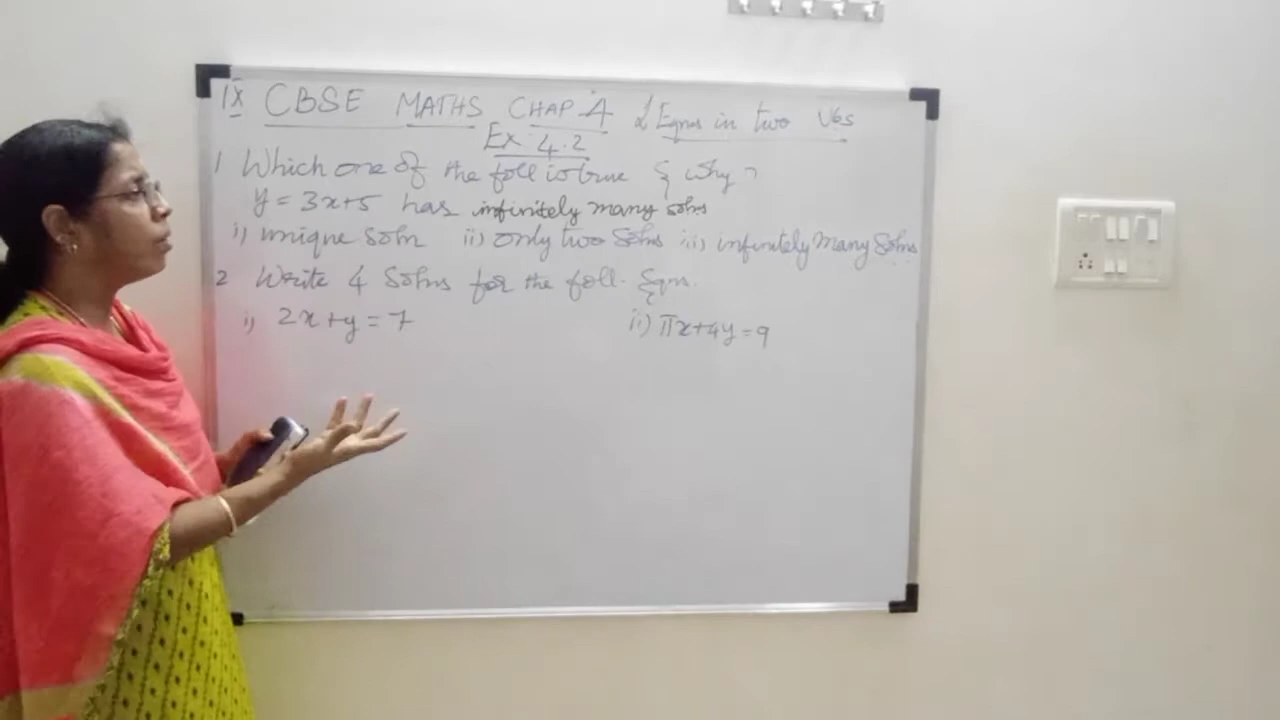 IX CBSE MATHS CHAP.4 L Eqns in two Vbs
Ex 4.2
1 Which one of the foll is true & why ?
y = 3x+5 has infinitely many solns
i) unique soln ii) only two Solns iii) infinitely many Solns
2 Write 4 Solns for the foll. Eqns.
i) 2x+y=7 ii) πx+4y=9